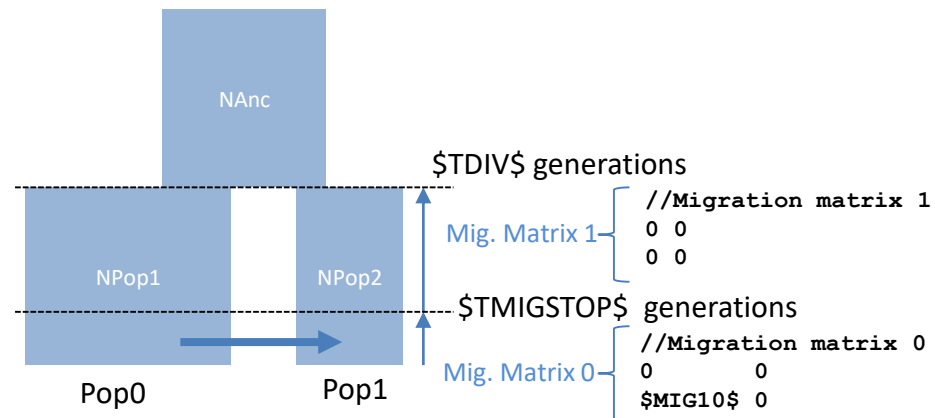 NAnc
$TDIV$ generations
//Migration matrix 1
Mig. Matrix 1
0 0
0 0
NPop1
NPop2
$TMIGSTOP$ generations
//Migration matrix 0
Mig. Matrix 0
0 0
$MIG10$ 0
Pop0
Pop1